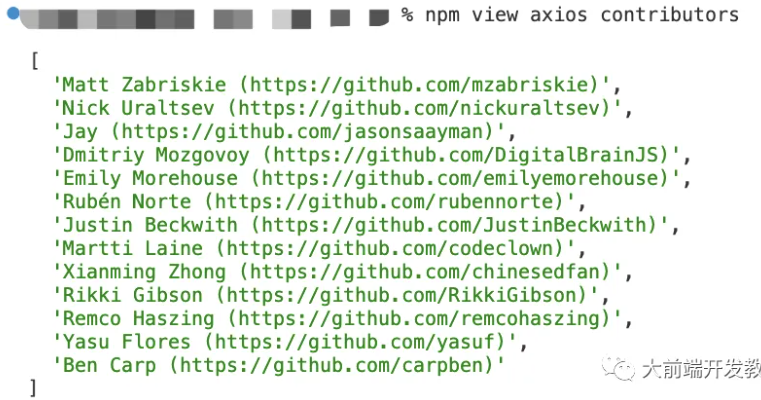 % npm view axios contributors
[
'Matt Zabriskie (https://github.com/mzabriskie)',
'Nick Uraltsev (https://github.com/nickuraltsev)',
'Jay (https://github.com/jasonsaayman)',
'Dmitriy Mozgovoy (https://github.com/DigitalBrainJS)',
'Emily Morehouse (https://github.com/emilyemorehouse)',
'Rubén Norte (https://github.com/rubennorte)',
'Justin Beckwith (https://github.com/JustinBeckwith)',
'Martti Laine (https://github.com/codeclown)',
'Xianming Zhong (https://github.com/chinesedfan)',
'Rikki Gibson (https://github.com/RikkiGibson)',
'Remco Haszing (https://github.com/remcohaszing)',
'Yasu Flores (https://github.com/yasuf)',
'Ben Carp (https://github.com/carpben)'
]
大前端开发教